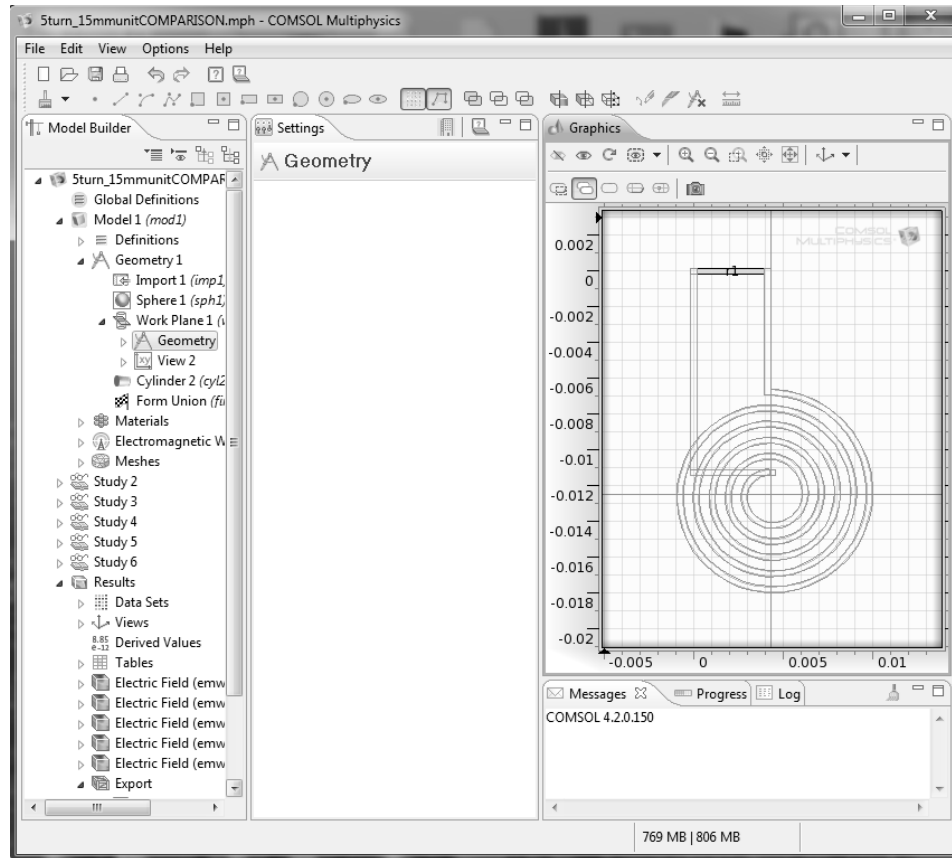 5turn_15mmunitCOMPARISON.mph - COMSOL Multiphysics
File Edit View Options Help
Model Builder
5turn_15mmunitCOMPAR
Global Definitions
Model 1 (mod1)
Definitions
Geometry 1
Import 1 (imp1
Sphere 1 (sph1)
Work Plane 1 (
Geometry
View 2
Cylinder 2 (cyl2
Form Union (fi
Materials
Electromagnetic W
Meshes
Study 2
Study 3
Study 4
Study 5
Study 6
Results
Data Sets
Views
8.85
e-12
Derived Values
Tables
Electric Field (emw
Electric Field (emw
Electric Field (emw
Electric Field (emw
Electric Field (emw
Export
Settings
Geometry
Graphics
COMSOL
MULTIPHYSICS
r1
0.002
0
-0.002
-0.004
-0.006
-0.008
-0.01
-0.012
-0.014
-0.016
-0.018
-0.02
-0.005 0 0.005 0.01
Messages Progress Log
COMSOL 4.2.0.150
769 MB | 806 MB